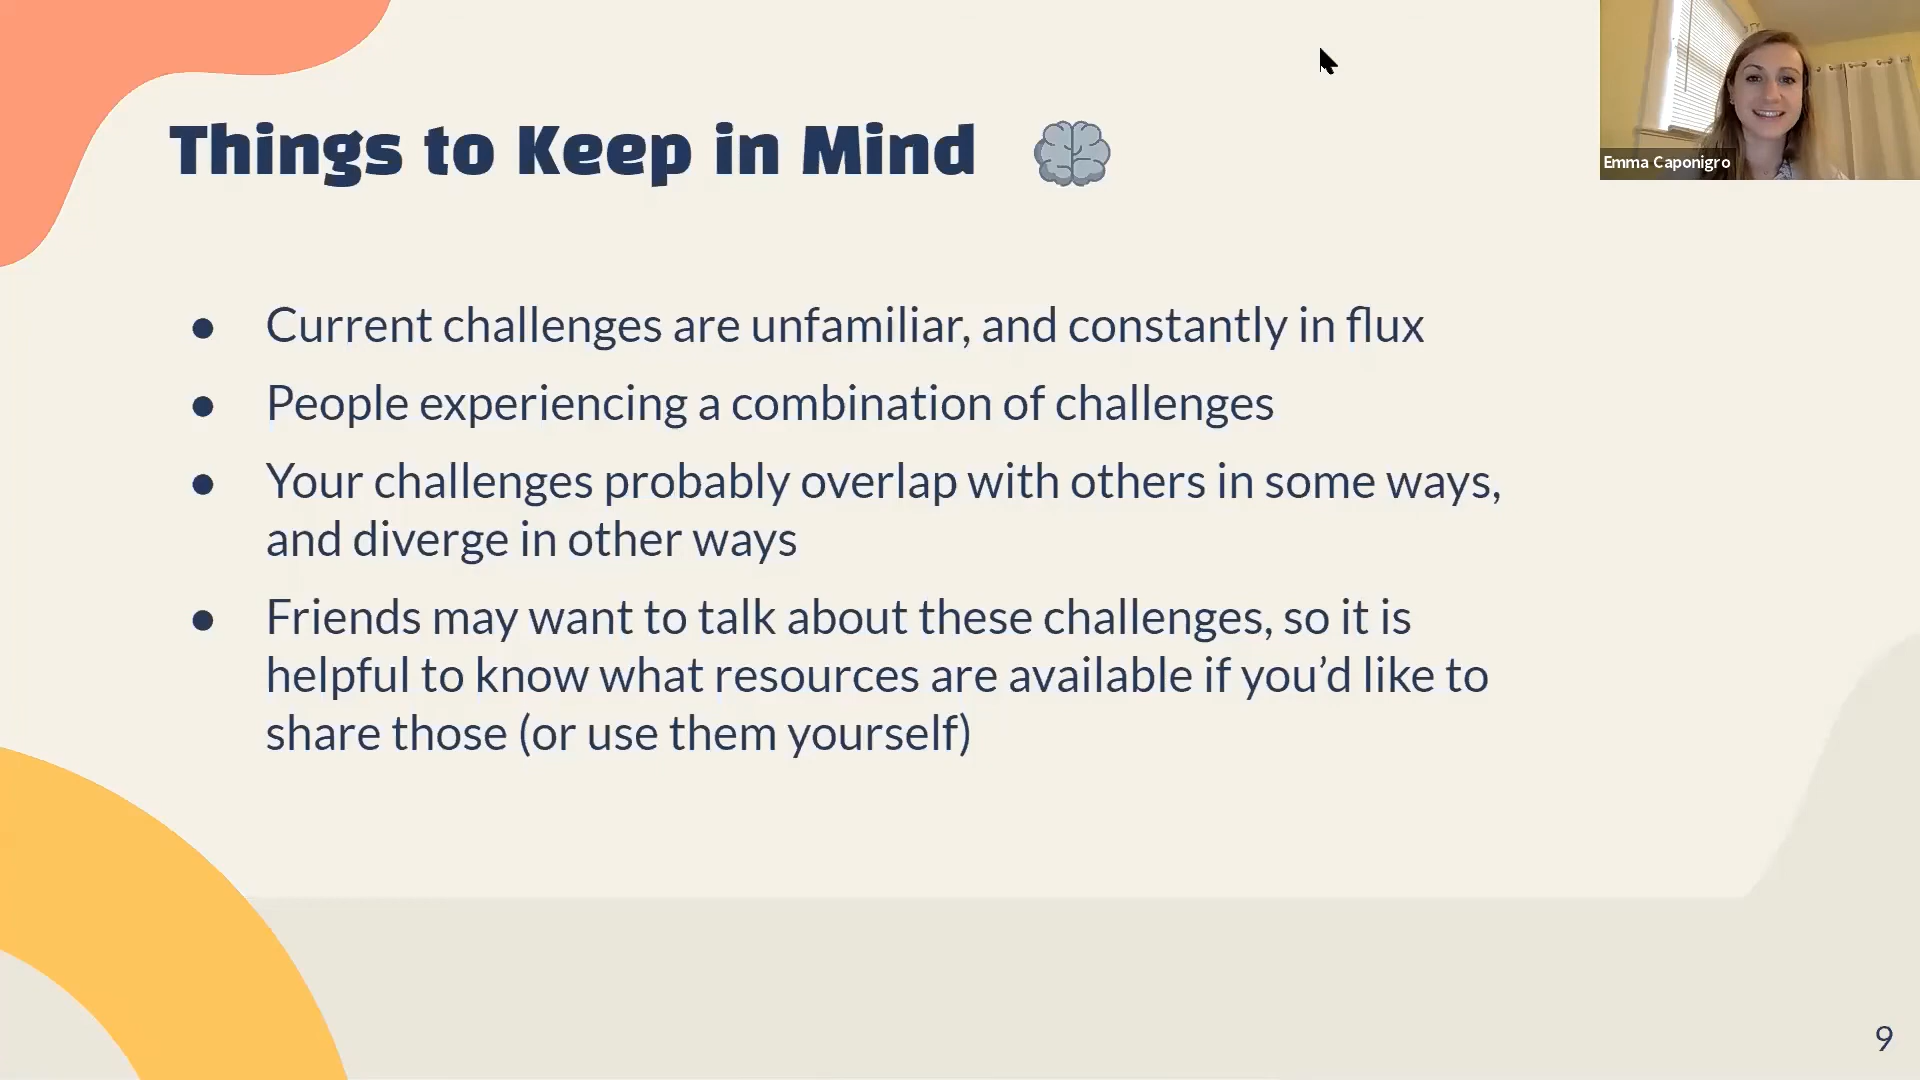 Things to Keep in Mind
Emma Caponigro
● Current challenges are unfamiliar, and constantly in flux
● People experiencing a combination of challenges
● Your challenges probably overlap with others in some ways,
and diverge in other ways
● Friends may want to talk about these challenges, so it is
helpful to know what resources are available if you’d like to
share those (or use them yourself)
9